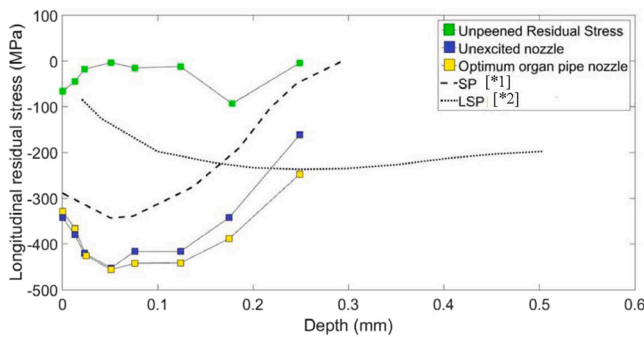 100
0
-100
-200
-300
-400
-500
Longitudinal residual stress (MPa)
Unpeened Residual Stress
Unexcited nozzle
Optimum organ pipe nozzle
SP [*1]
LSP [*2]
0 0.1 0.2 0.3 0.4 0.5 0.6
Depth (mm)